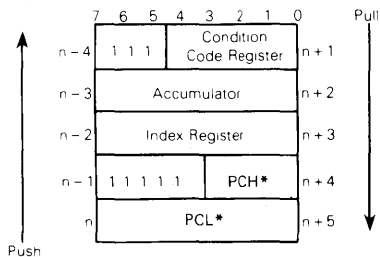 7 6 5 4 3 2 1 0
Pull
n − 4 1 1 1 Condition Code Register n + 1
n − 3 Accumulator n + 2
n − 2 Index Register n + 3
n − 1 1 1 1 1 1 PCH* n + 4
n PCL* n + 5
Push